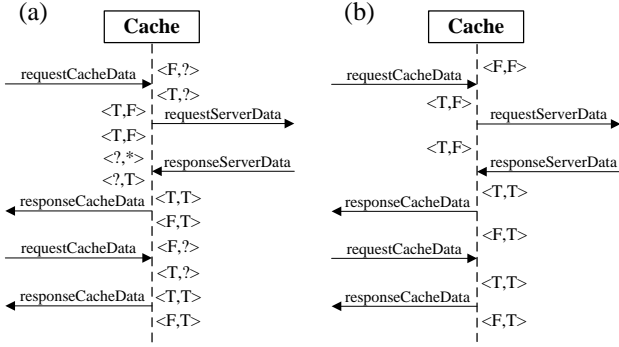 (a)
Cache
requestCacheData
<F,?>
<T,?>
<T,F>
requestServerData
<T,F>
<?,*>
responseServerData
<?,T>
<T,T>
responseCacheData
<F,T>
requestCacheData
<F,?>
<T,?>
<T,T>
responseCacheData
<F,T>
(b)
Cache
<F,F>
requestCacheData
<T,F>
requestServerData
<T,F>
responseServerData
<T,T>
responseCacheData
<F,T>
requestCacheData
<T,T>
responseCacheData
<F,T>